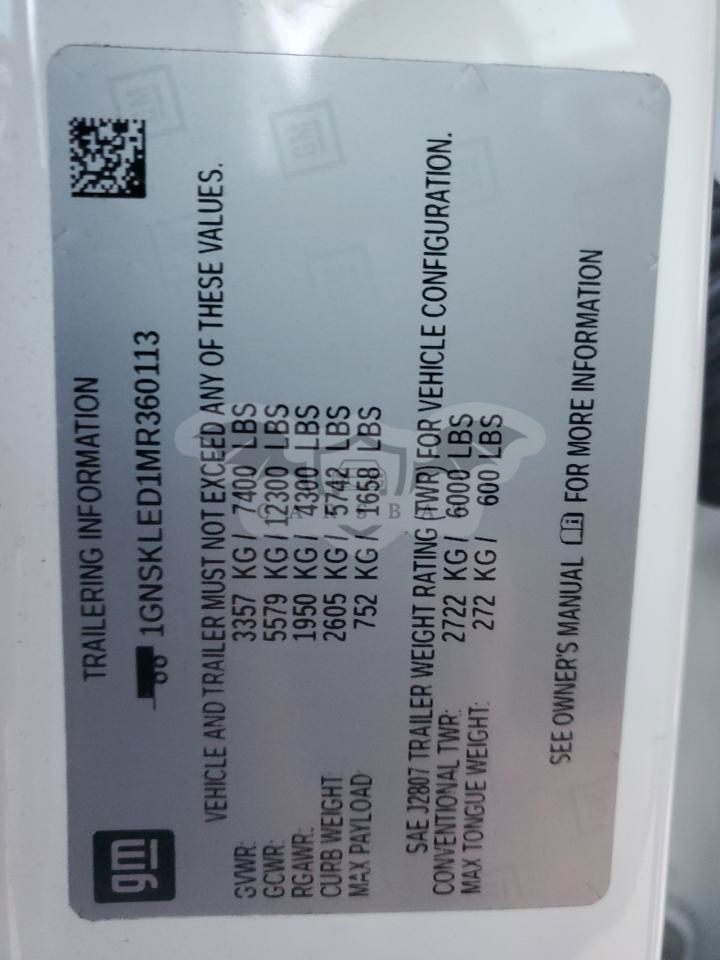 TRAILERING INFORMATION
gm
1GNSKLED1MR360113
VEHICLE AND TRAILER MUST NOT EXCEED ANY OF THESE VALUES.
GVWR: 3357 KG / 7400 LBS
GCWR: 5579 KG / 12300 LBS
RGAWR: 1950 KG / 4300 LBS
CURB WEIGHT: 2605 KG / 5742 LBS
MAX PAYLOAD: 752 KG / 1658 LBS
SAE J2807 TRAILER WEIGHT RATING (TWR) FOR VEHICLE CONFIGURATION.
CONVENTIONAL TWR: 2722 KG / 6000 LBS
MAX TONGUE WEIGHT: 272 KG / 600 LBS
SEE OWNER'S MANUAL FOR MORE INFORMATION